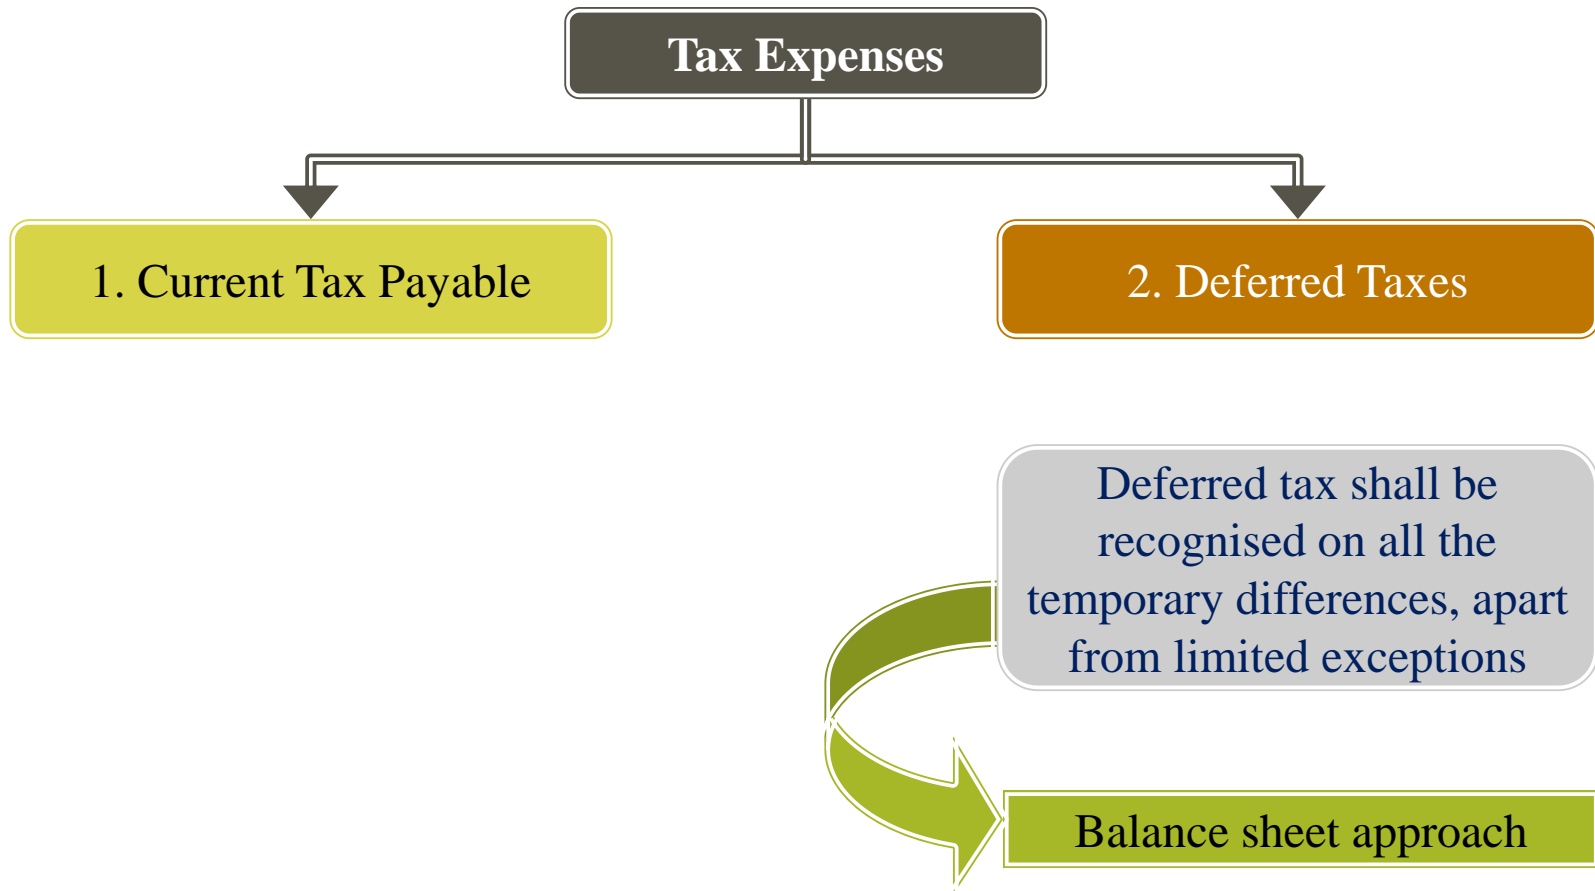 Tax Expenses
1. Current Tax Payable
2. Deferred Taxes
Deferred tax shall be
recognised on all the
temporary differences, apart
from limited exceptions
Balance sheet approach